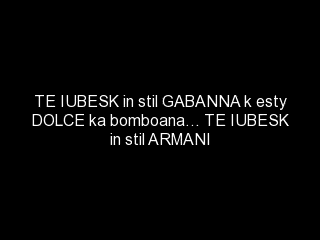 TE IUBESK in stil GABANNA k esty
DOLCE ka bomboana... TE IUBESK
in stil ARMANI